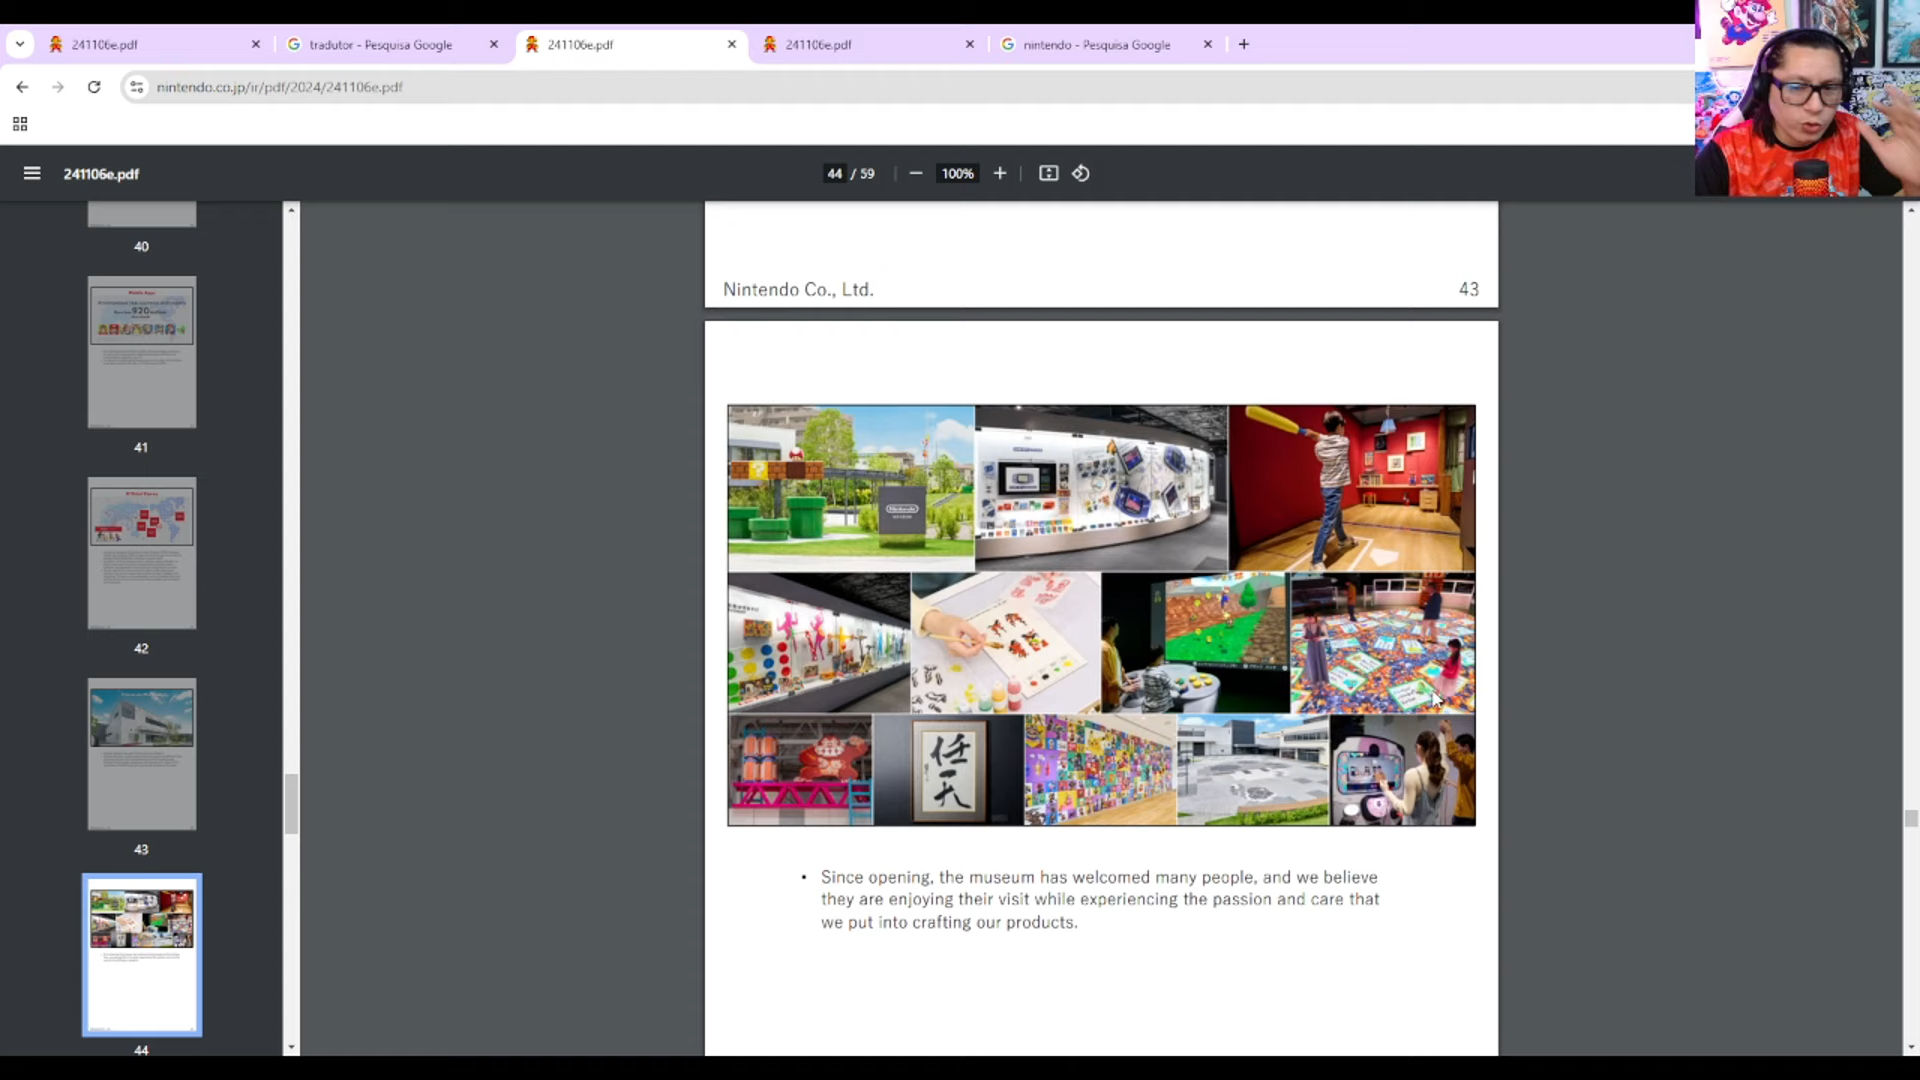 241106e.pdf
tradutor - Pesquisa Google
241106e.pdf
241106e.pdf
nintendo - Pesquisa Google
nintendo.co.jp/ir/pdf/2024/241106e.pdf
241106e.pdf
44 / 59
100%
40
920
41
42
43
44
Nintendo Co., Ltd.
43
Nintendo
任天
• Since opening, the museum has welcomed many people, and we believe
they are enjoying their visit while experiencing the passion and care that
we put into crafting our products.